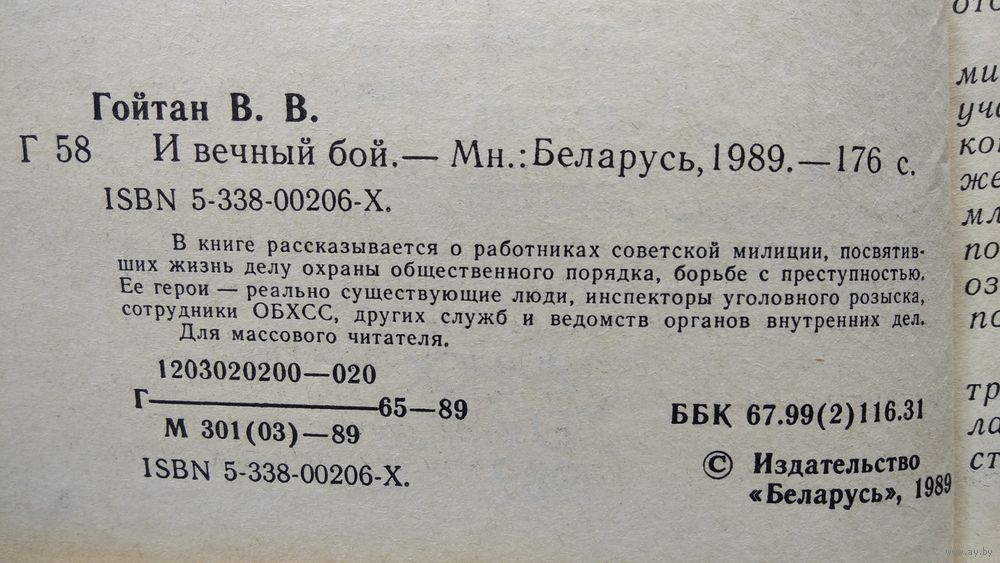 Гойтан В. В.
Г 58 И вечный бой.— Мн.: Беларусь, 1989.—176 с.
ISBN 5-338-00206-X.
В книге рассказывается о работниках советской милиции, посвятив-
ших жизнь делу охраны общественного порядка, борьбе с преступностью.
Ее герои — реально существующие люди, инспекторы уголовного розыска,
сотрудники ОБХСС, других служб и ведомств органов внутренних дел.
Для массового читателя.
1203020200—020
Г————65—89
М 301(03)—89
ББК 67.99(2)116.31
ISBN 5-338-00206-X.
© Издательство
«Беларусь», 1989
www.ay.by